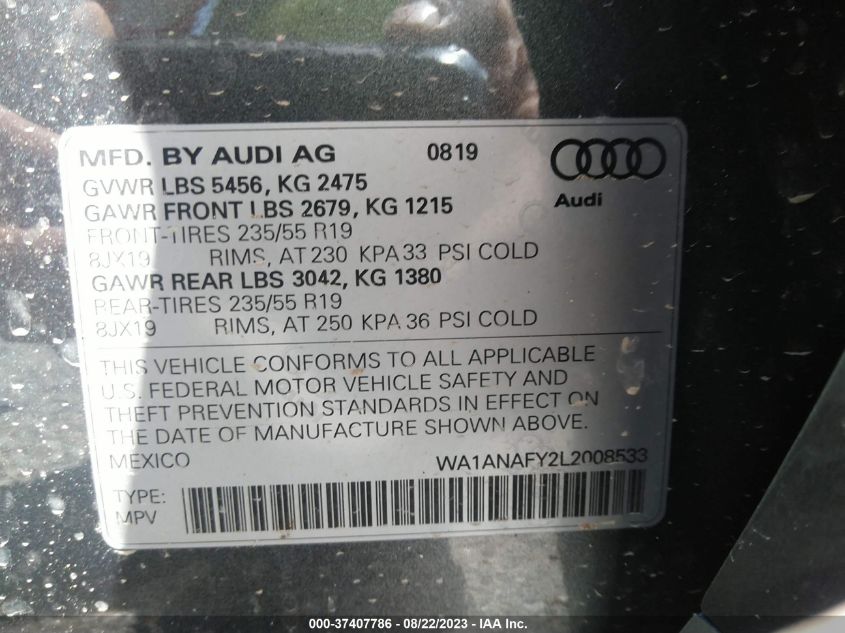 MFD. BY AUDI AG 0819
GVWR LBS 5456, KG 2475
GAWR FRONT LBS 2679, KG 1215
FRONT-TIRES 235/55 R19
8JX19 RIMS, AT 230 KPA 33 PSI COLD
GAWR REAR LBS 3042, KG 1380
REAR-TIRES 235/55 R19
8JX19 RIMS, AT 250 KPA 36 PSI COLD
Audi
THIS VEHICLE CONFORMS TO ALL APPLICABLE
U.S. FEDERAL MOTOR VEHICLE SAFETY AND
THEFT PREVENTION STANDARDS IN EFFECT ON
THE DATE OF MANUFACTURE SHOWN ABOVE.
MEXICO WA1ANAFY2L2008533
TYPE:
MPV
000-37407786 - 08/22/2023 - IAA Inc.